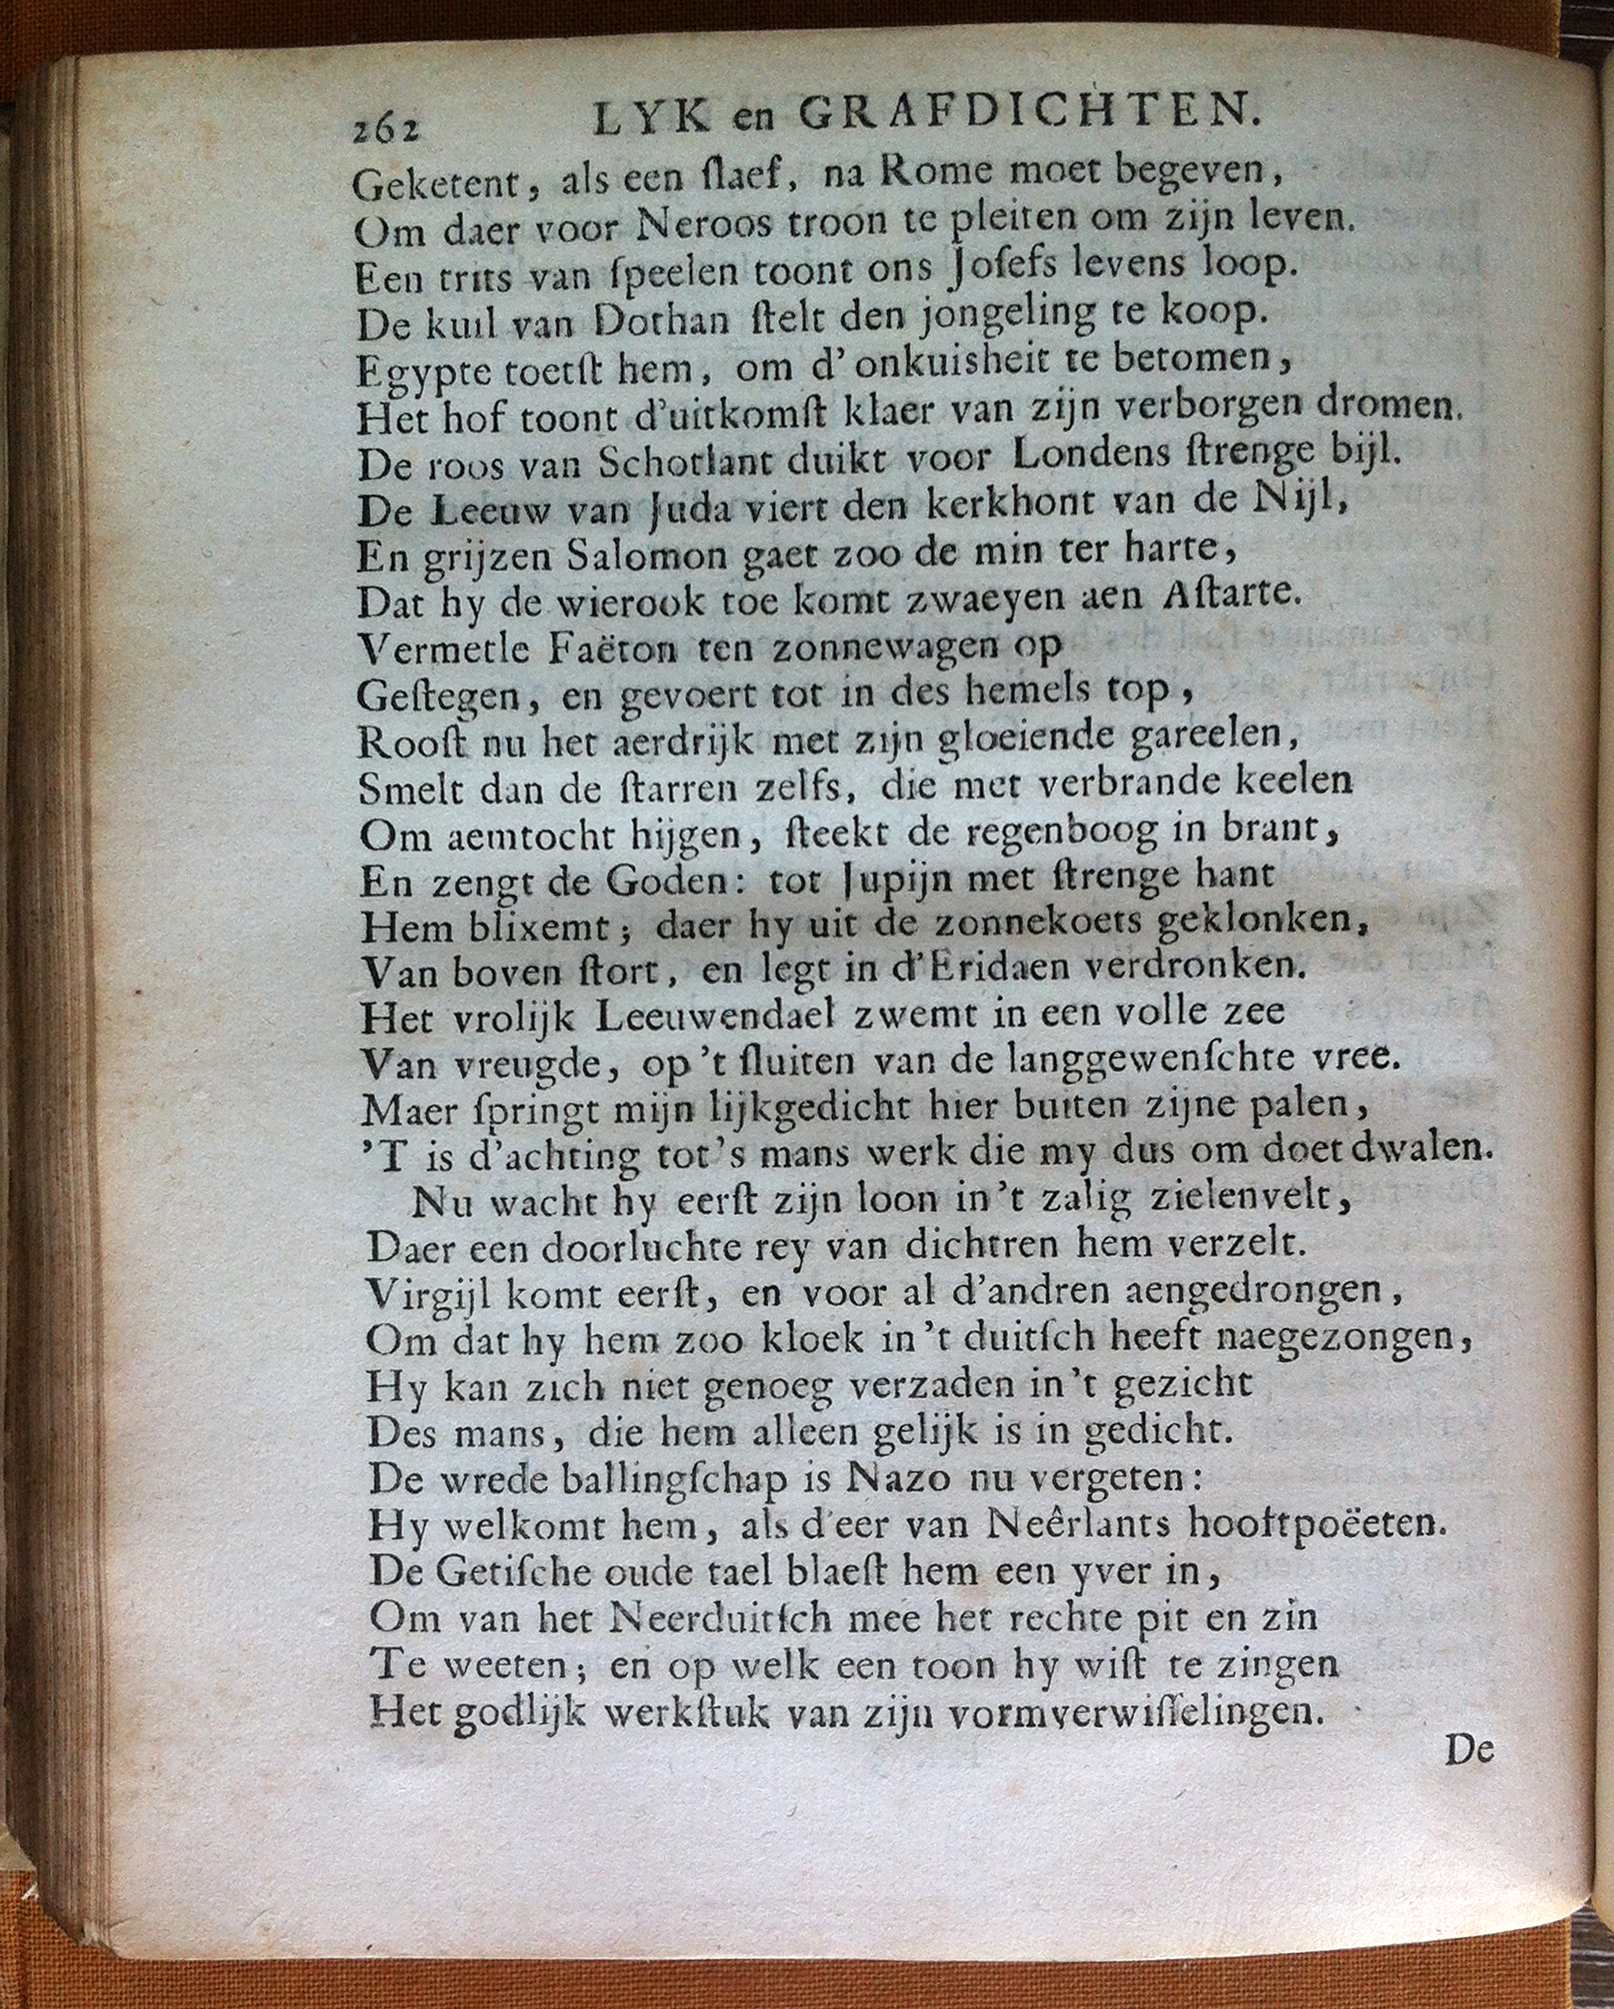 262 LYK en GRAFDICHTEN.
Geketent, als een ſlaef, na Rome moet begeven,
Om daer voor Neroos troon te pleiten om zijn leven.
Een trits van ſpeelen toont ons Joſefs levens loop.
De kuil van Dothan ſtelt den jongeling te koop.
Egypte toetſt hem, om d' onkuisheit te betomen,
Het hof toont d'uitkomſt klaer van zijn verborgen dromen.
De roos van Schotlant duikt voor Londens ſtrenge bijl.
De Leeuw van Juda viert den kerkhont van de Nijl,
En grijzen Salomon gaet zoo de min ter harte,
Dat hy de wierook toe komt zwaeyen aen Aſtarte.
Vermetle Faëton ten zonnewagen op
Geſtegen, en gevoert tot in des hemels top,
Rooſt nu het aerdrijk met zijn gloeiende gareelen,
Smelt dan de ſtarren zelfs, die met verbrande keelen
Om aemtocht hijgen, ſteekt de regenboog in brant,
En zengt de Goden: tot Jupijn met ſtrenge hant
Hem blixemt; daer hy uit de zonnekoets geklonken,
Van boven ſtort, en legt in d'Eridaen verdronken.
Het vrolijk Leeuwendael zwemt in een volle zee
Van vreugde, op 't ſluiten van de langgewenſchte vree.
Maer ſpringt mijn lijkgedicht hier buiten zijne palen,
'T is d'achting tot 's mans werk die my dus om doet dwalen.
Nu wacht hy eerſt zijn loon in 't zalig zielenvelt,
Daer een doorluchte rey van dichtren hem verzelt.
Virgijl komt eerſt, en voor al d'andren aengedrongen,
Om dat hy hem zoo kloek in 't duitſch heeft naegezongen,
Hy kan zich niet genoeg verzaden in 't gezicht
Des mans, die hem alleen gelijk is in gedicht.
De wrede ballingſchap is Nazo nu vergeten:
Hy welkomt hem, als d'eer van Neêrlants hooftpoëeten.
De Getiſche oude tael blaeſt hem een yver in,
Om van het Neerduitſch mee het rechte pit en zin
Te weeten; en op welk een toon hy wiſt te zingen
Het godlijk werkſtuk van zijn vormverwiſſelingen.
De